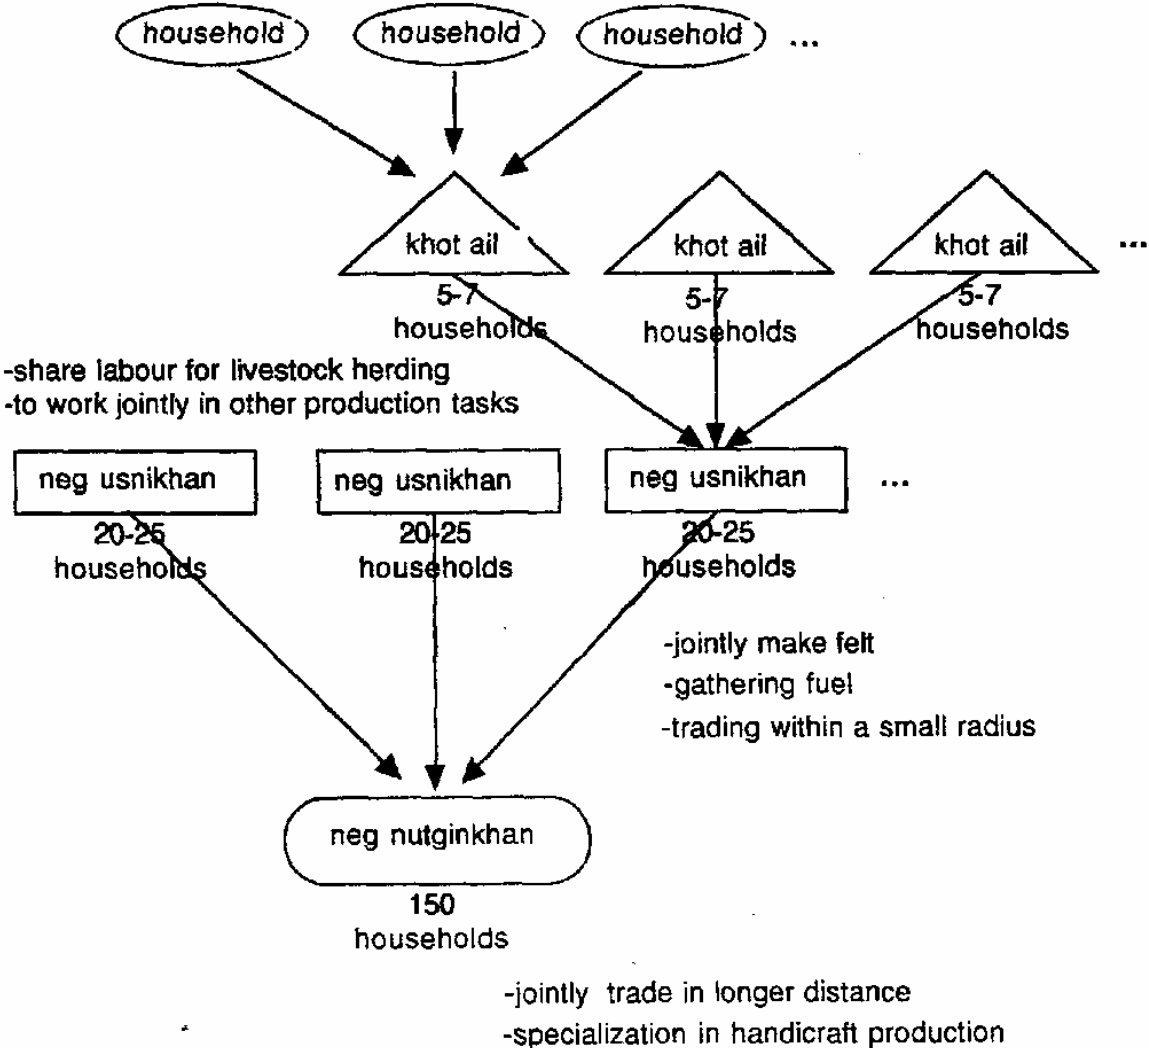 household household household ...
khot ail khot ail khot ail ...
5-7 5-7 5-7
households households households
-share labour for livestock herding
-to work jointly in other production tasks
neg usnikhan neg usnikhan neg usnikhan ...
20-25 20-25 20-25
households households households
-jointly make felt
-gathering fuel
-trading within a small radius
neg nutginkhan
150
households
-jointly trade in longer distance
-specialization in handicraft production